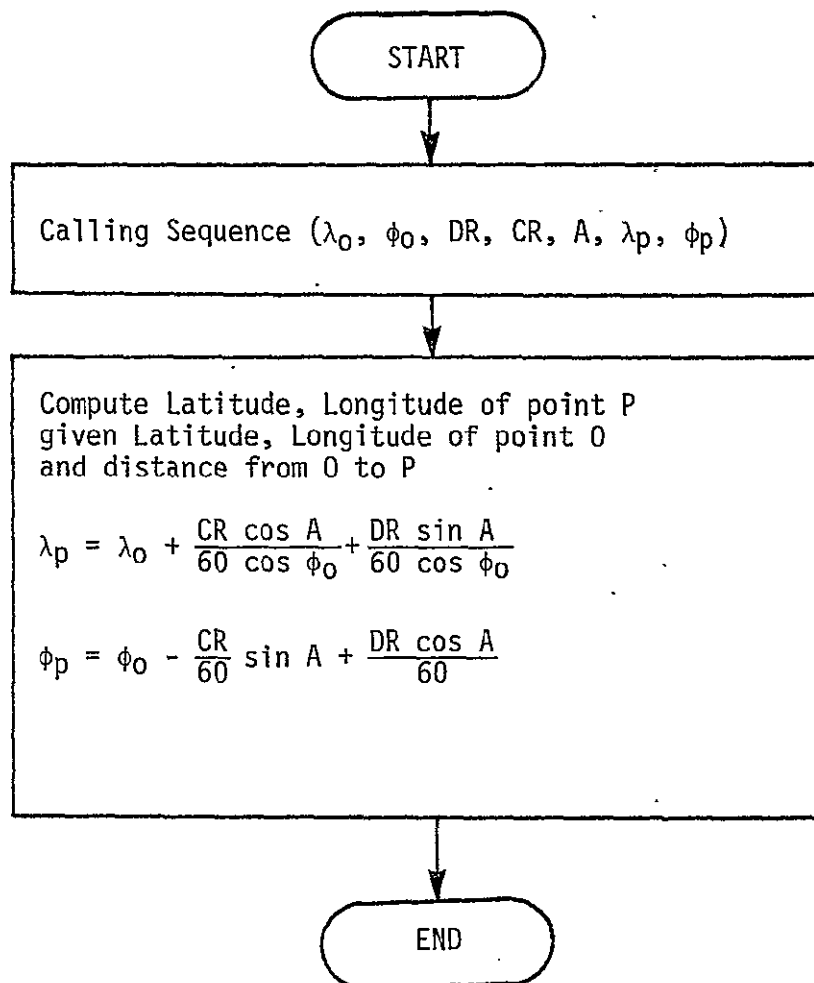 START
Calling Sequence (λo, φo, DR, CR, A, λp, φp)
Compute Latitude, Longitude of point P
given Latitude, Longitude of point O
and distance from O to P
λp = λo + CR cos A / 60 cos φo + DR sin A / 60 cos φo
φp = φo - CR / 60 sin A + DR cos A / 60
END